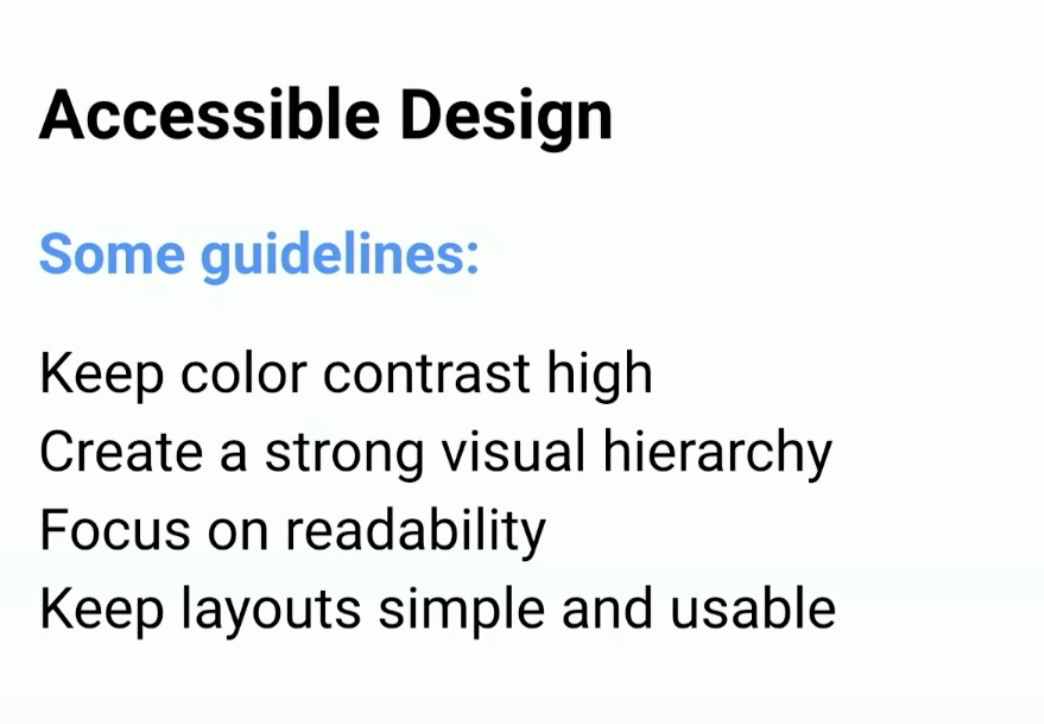 Accessible Design
Some guidelines:
Keep color contrast high
Create a strong visual hierarchy
Focus on readability
Keep layouts simple and usable